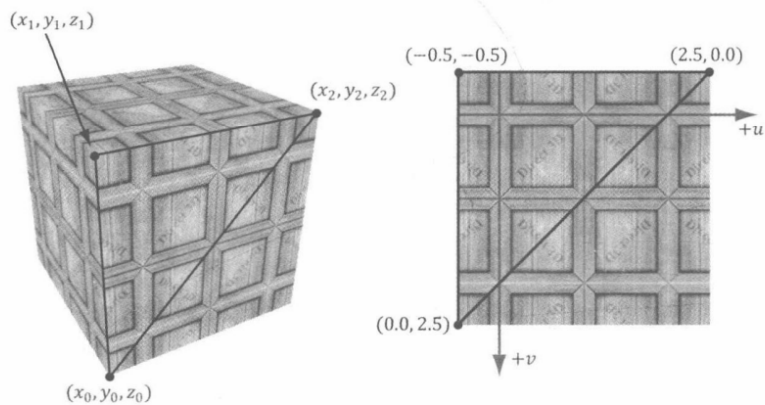 (x₁, y₁, z₁)
(x₂, y₂, z₂)
(x₀, y₀, z₀)
(−0.5, −0.5)
(2.5, 0.0)
+u
Direct3D
(0.0, 2.5)
+v